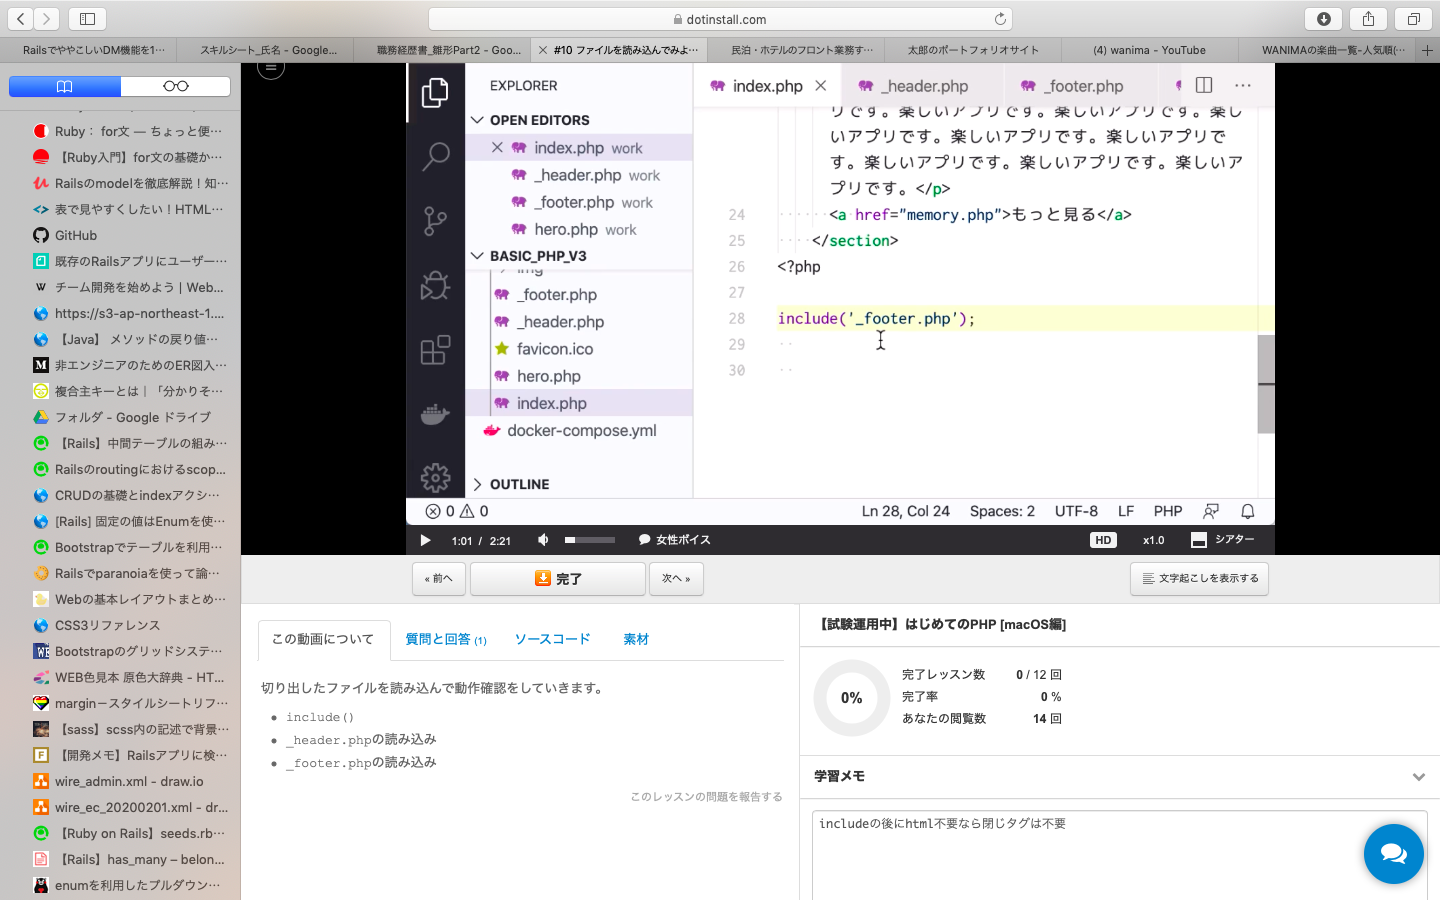 dotinstall.com
RailsでややこしいDM機能を1···
スキルシート_氏名 - Google...
職務経歴書_雛形Part2 - Goo...
#10 ファイルを読み込んでみよ···
民泊・ホテルのフロント業務す···
太郎のポートフォリオサイト
(4) wanima - YouTube
WANIMAの楽曲一覧-人気順(···
Ruby： for文 — ちょっと便···
【Ruby入門】for文の基礎か···
Railsのmodelを徹底解説！知···
表で見やすくしたい！HTML···
GitHub
既存のRailsアプリにユーザー···
チーム開発を始めよう | Web...
https://s3-ap-northeast-1....
【Java】 メソッドの戻り値···
非エンジニアのためのER図入···
複合主キーとは｜「分かりそ···
フォルダ - Google ドライブ
【Rails】中間テーブルの組み···
Railsのroutingにおけるscop...
CRUDの基礎とindexアクシ···
[Rails] 固定の値はEnumを使···
Bootstrapでテーブルを利用···
Railsでparanoiaを使って論···
Webの基本レイアウトまとめ···
CSS3リファレンス
Bootstrapのグリッドシステ···
WEB色見本 原色大辞典 - HT...
marginースタイルシートリフ···
【sass】scss内の記述で背景···
【開発メモ】Railsアプリに検···
wire_admin.xml - draw.io
wire_ec_20200201.xml - dr...
【Ruby on Rails】seeds.rb···
【Rails】has_many – belon...
enumを利用したプルダウン···
EXPLORER
OPEN EDITORS
index.php work
_header.php work
_footer.php work
hero.php work
BASIC_PHP_V3
img
_footer.php
_header.php
favicon.ico
hero.php
index.php
docker-compose.yml
OUTLINE
index.php
_header.php
_footer.php
リです。楽しいアプリです。楽しいアプリです。楽し
いアプリです。楽しいアプリです。楽しいアプリで
す。楽しいアプリです。楽しいアプリです。楽しいア
プリです。</p>
24 <a href="memory.php">もっと見る</a>
25 </section>
26 <?php
27
28 include('_footer.php');
29
30
0 0
Ln 28, Col 24
Spaces: 2
UTF-8
LF
PHP
1:01 / 2:21
女性ボイス
HD
x1.0
シアター
« 前へ
完了
次へ »
文字起こしを表示する
この動画について
質問と回答 (1)
ソースコード
素材
切り出したファイルを読み込んで動作確認をしていきます。
• include()
• _header.phpの読み込み
• _footer.phpの読み込み
このレッスンの問題を報告する
【試験運用中】はじめてのPHP [macOS編]
0%
完了レッスン数 0 / 12 回
完了率 0 %
あなたの閲覧数 14 回
学習メモ
includeの後にhtml不要なら閉じタグは不要